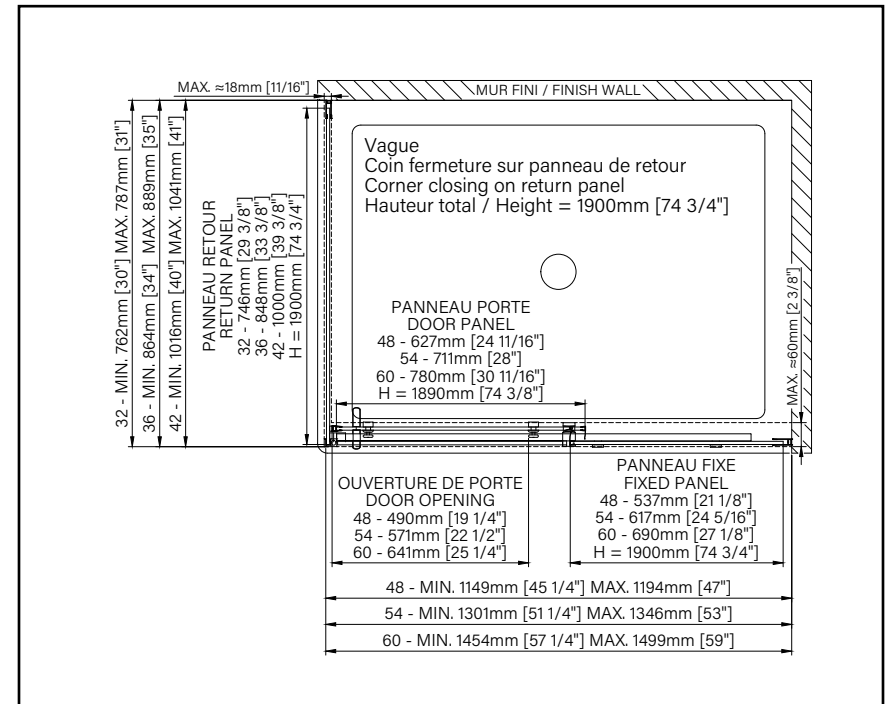 MAX. ≈18mm [11/16"]
MUR FINI / FINISH WALL
Vague
Coin fermeture sur panneau de retour
Corner closing on return panel
Hauteur total / Height = 1900mm [74 3/4"]
32 - MIN. 762mm [30"] MAX. 787mm [31"]
36 - MIN. 864mm [34"] MAX. 889mm [35"]
42 - MIN. 1016mm [40"] MAX. 1041mm [41"]
PANNEAU RETOUR
RETURN PANEL
32 - 746mm [29 3/8"]
36 - 848mm [33 3/8"]
42 - 1000mm [39 3/8"]
H = 1900mm [74 3/4"]
PANNEAU PORTE
DOOR PANEL
48 - 627mm [24 11/16"]
54 - 711mm [28"]
60 - 780mm [30 11/16"]
H = 1890mm [74 3/8"]
MAX. ≈60mm [2 3/8"]
OUVERTURE DE PORTE
DOOR OPENING
48 - 490mm [19 1/4"]
54 - 571mm [22 1/2"]
60 - 641mm [25 1/4"]
PANNEAU FIXE
FIXED PANEL
48 - 537mm [21 1/8"]
54 - 617mm [24 5/16"]
60 - 690mm [27 1/8"]
H = 1900mm [74 3/4"]
48 - MIN. 1149mm [45 1/4"] MAX. 1194mm [47"]
54 - MIN. 1301mm [51 1/4"] MAX. 1346mm [53"]
60 - MIN. 1454mm [57 1/4"] MAX. 1499mm [59"]